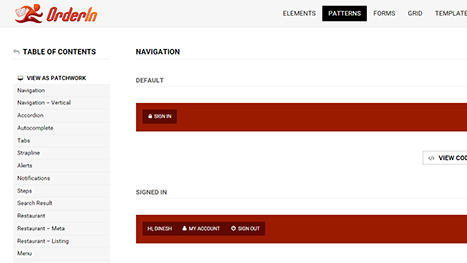 OrderIn
ELEMENTS PATTERNS FORMS GRID TEMPLATE
TABLE OF CONTENTS
VIEW AS PATCHWORK
Navigation
Navigation – Vertical
Accordion
Autocomplete
Tabs
Strapline
Alerts
Notifications
Steps
Search Result
Restaurant
Restaurant – Meta
Restaurant – Listing
Menu
NAVIGATION
DEFAULT
SIGN IN
</> VIEW COD
SIGNED IN
HI, DINESH MY ACCOUNT SIGN OUT